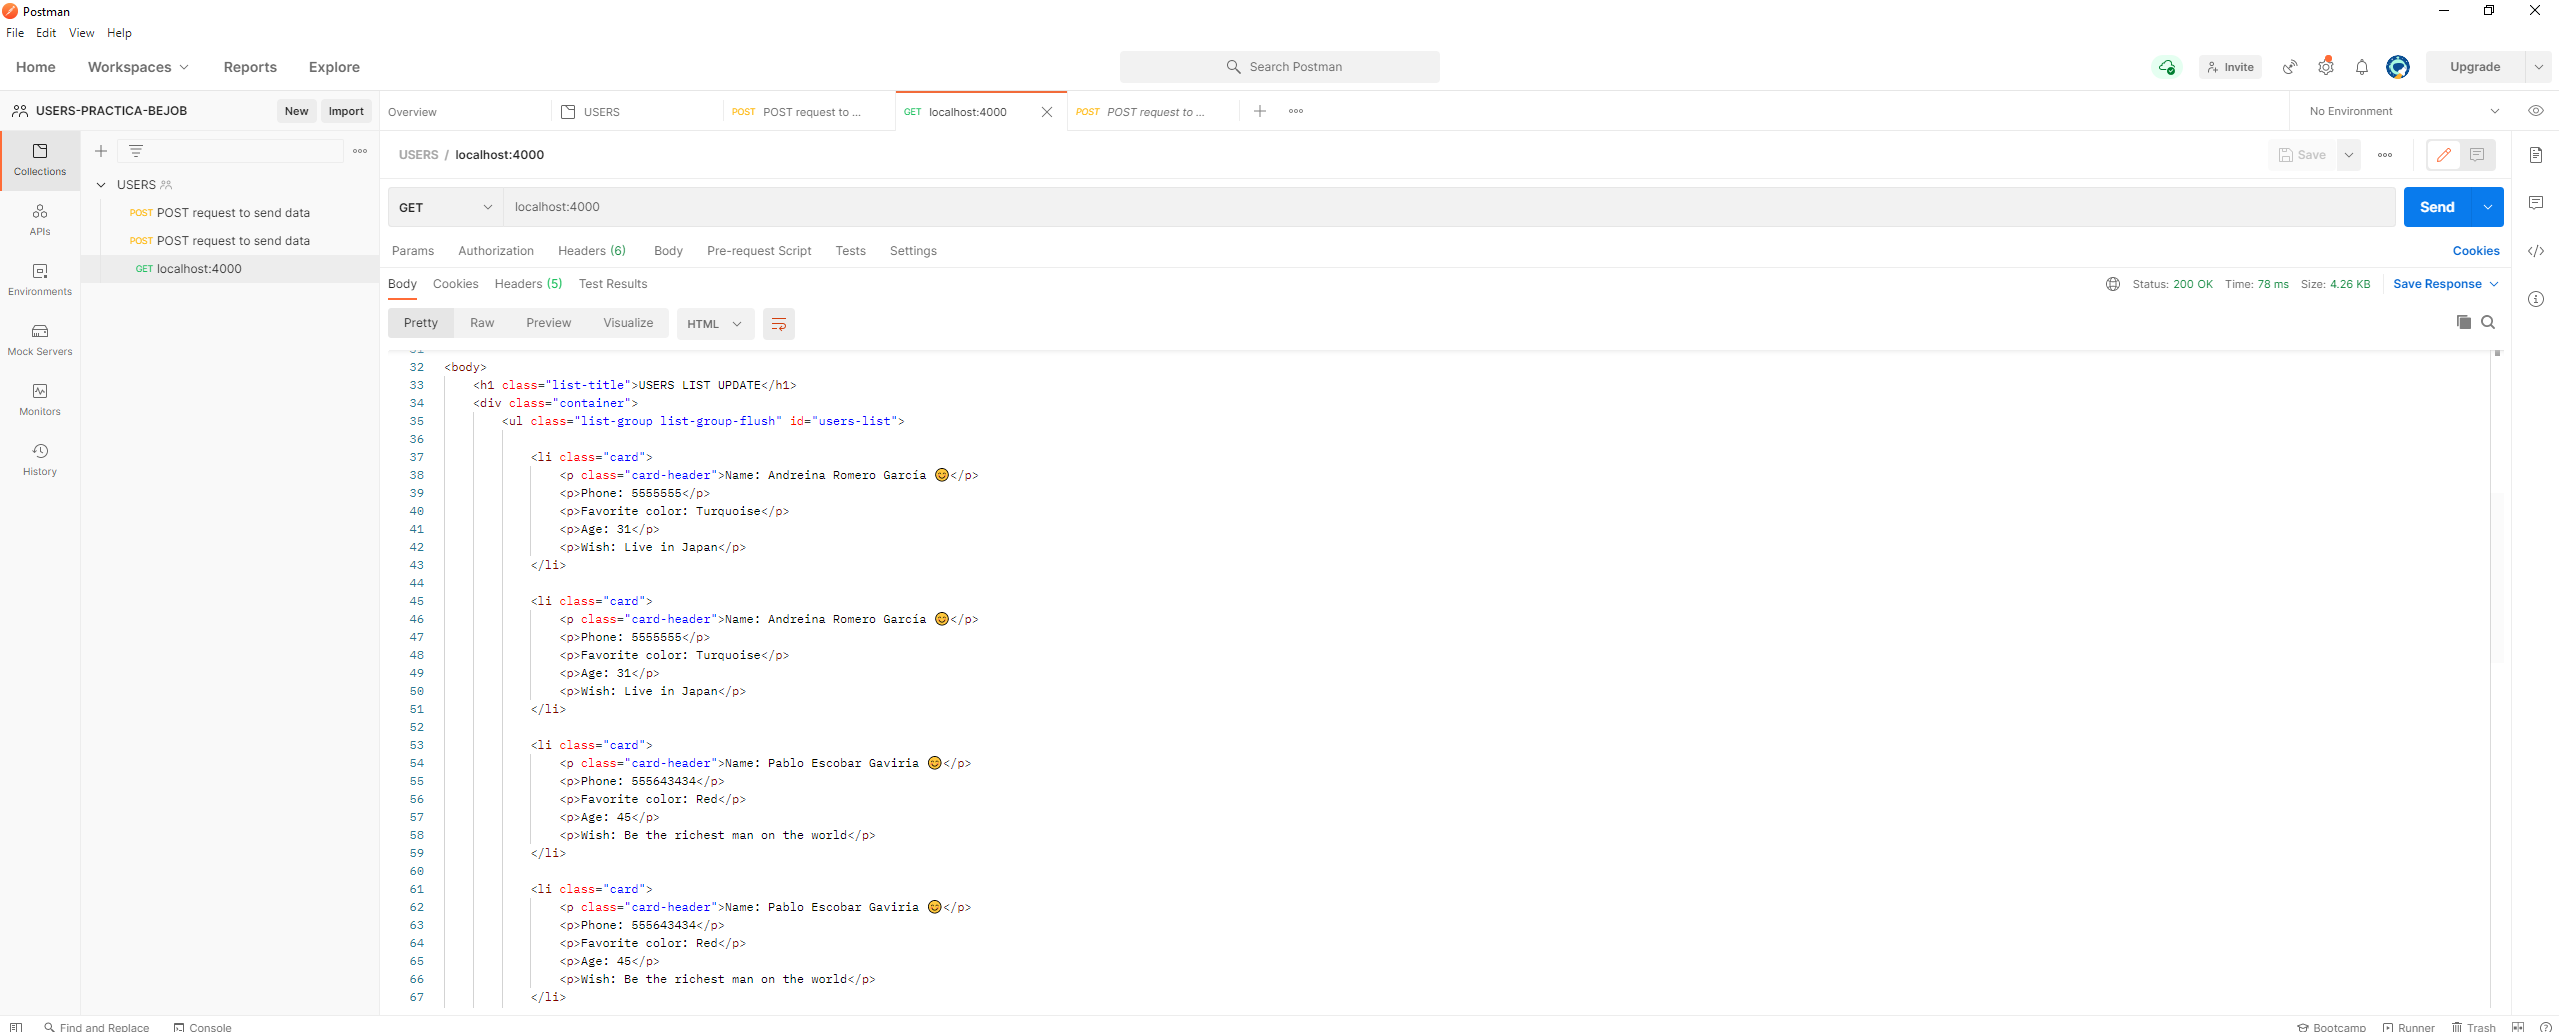 Postman
File Edit View Help
Home Workspaces Reports Explore Search Postman Invite Upgrade
USERS-PRACTICA-BEJOB New Import Overview USERS POST POST request to ... GET localhost:4000 POST POST request to ... No Environment
USERS / localhost:4000 Save
Collections
USERS
POST POST request to send data
POST POST request to send data
GET localhost:4000
APIs
Environments
Mock Servers
Monitors
History
GET localhost:4000 Send
Params Authorization Headers (6) Body Pre-request Script Tests Settings Cookies
Body Cookies Headers (5) Test Results Status: 200 OK Time: 78 ms Size: 4.26 KB Save Response
Pretty Raw Preview Visualize HTML
31
32 <body>
33 <h1 class="list-title">USERS LIST UPDATE</h1>
34 <div class="container">
35 <ul class="list-group list-group-flush" id="users-list">
36
37 <li class="card">
38 <p class="card-header">Name: Andreina Romero García 😊</p>
39 <p>Phone: 5555555</p>
40 <p>Favorite color: Turquoise</p>
41 <p>Age: 31</p>
42 <p>Wish: Live in Japan</p>
43 </li>
44
45 <li class="card">
46 <p class="card-header">Name: Andreina Romero García 😊</p>
47 <p>Phone: 5555555</p>
48 <p>Favorite color: Turquoise</p>
49 <p>Age: 31</p>
50 <p>Wish: Live in Japan</p>
51 </li>
52
53 <li class="card">
54 <p class="card-header">Name: Pablo Escobar Gaviria 😊</p>
55 <p>Phone: 555643434</p>
56 <p>Favorite color: Red</p>
57 <p>Age: 45</p>
58 <p>Wish: Be the richest man on the world</p>
59 </li>
60
61 <li class="card">
62 <p class="card-header">Name: Pablo Escobar Gaviria 😊</p>
63 <p>Phone: 555643434</p>
64 <p>Favorite color: Red</p>
65 <p>Age: 45</p>
66 <p>Wish: Be the richest man on the world</p>
67 </li>
Find and Replace Console Bootcamp Runner Trash